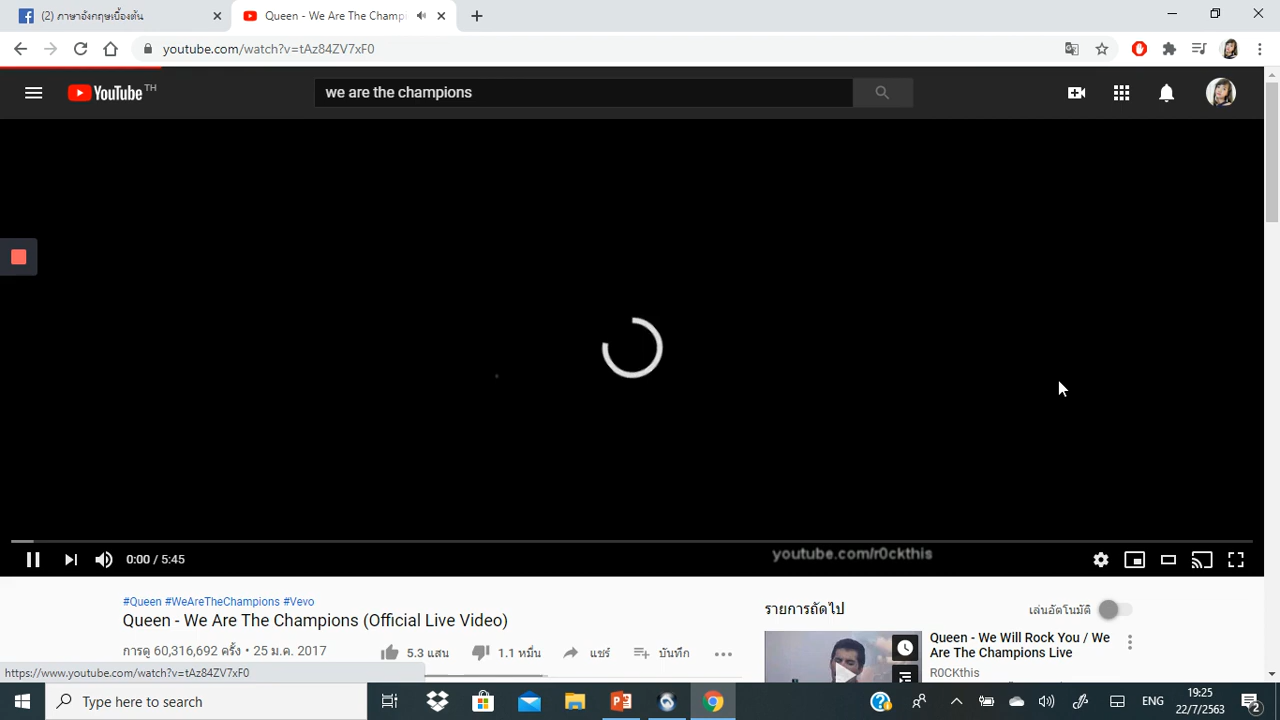 (2) ภาษาอังกฤษเบื้องต้น
Queen - We Are The Champ
youtube.com/watch?v=tAz84ZV7xF0
YouTube TH
we are the champions
0:00 / 5:45
youtube.com/r0ckthis
#Queen #WeAreTheChampions #Vevo
Queen - We Are The Champions (Official Live Video)
การดู 60,316,692 ครั้ง • 25 ม.ค. 2017
5.3 แสน
1.1 หมื่น
แชร์
บันทึก
รายการถัดไป
เล่นอัตโนมัติ
Queen - We Will Rock You / We
Are The Champions Live
R0CKthis
https://www.youtube.com/watch?v=tAz84ZV7xF0
Type here to search
ENG
19:25
22/7/2563
2